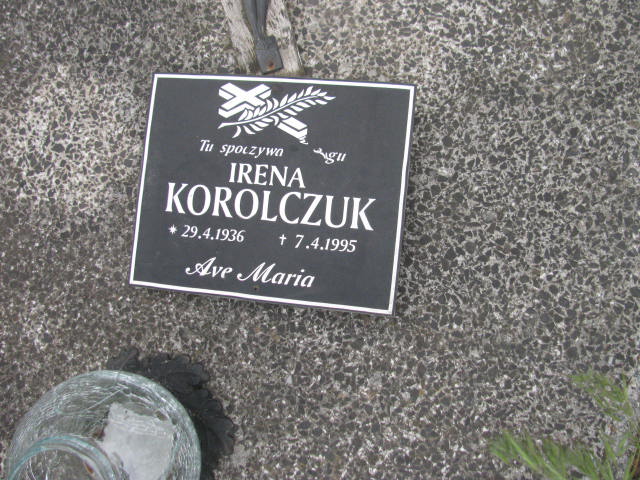 Tu spoczywa
IRENA
KOROLCZUK
* 29.4.1936 † 7.4.1995
Ave Maria